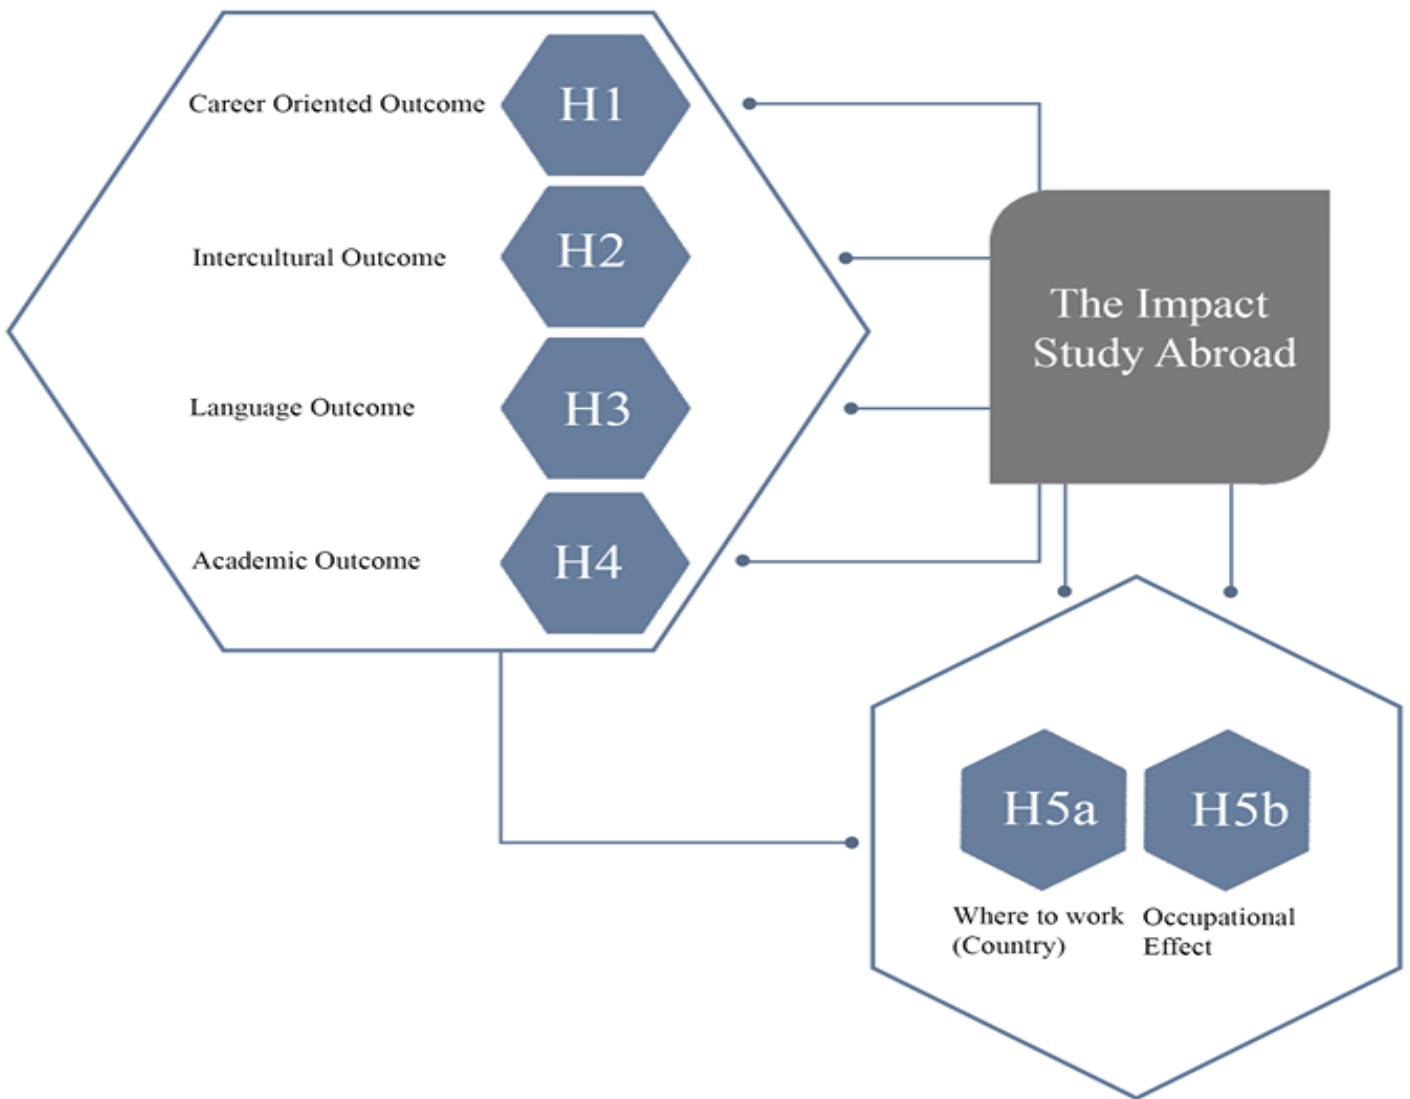 Career Oriented Outcome
H1
Intercultural Outcome
H2
Language Outcome
H3
Academic Outcome
H4
The Impact
Study Abroad
H5a
H5b
Where to work
(Country)
Occupational
Effect